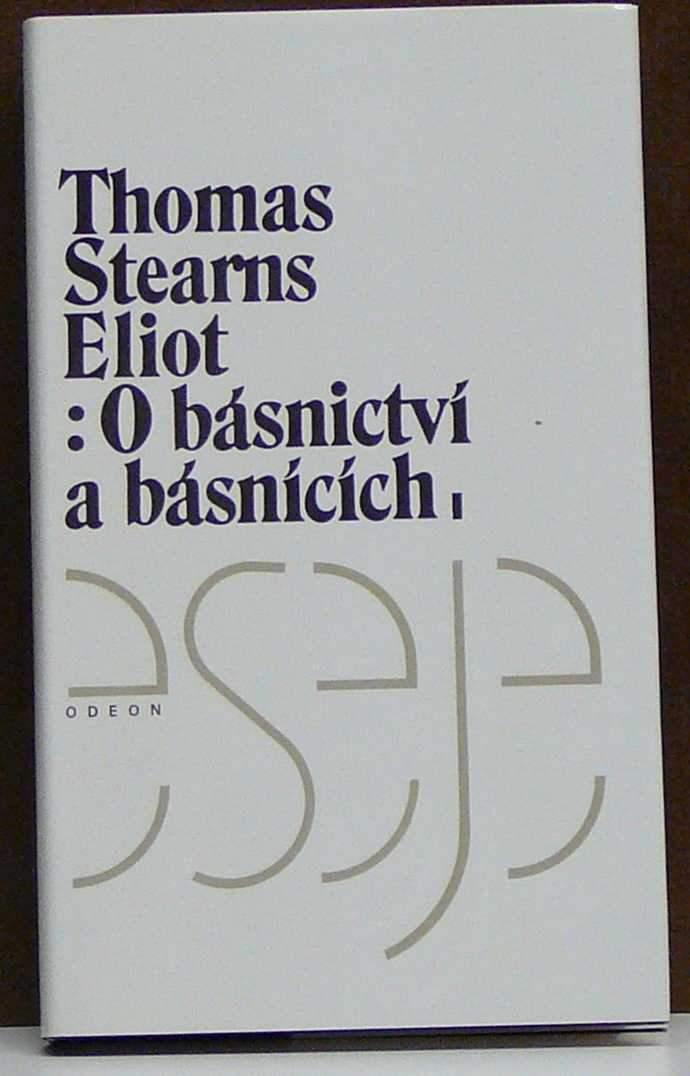 Thomas
Stearns
Eliot
: O básnictví
a básnících
eseje
ODEON